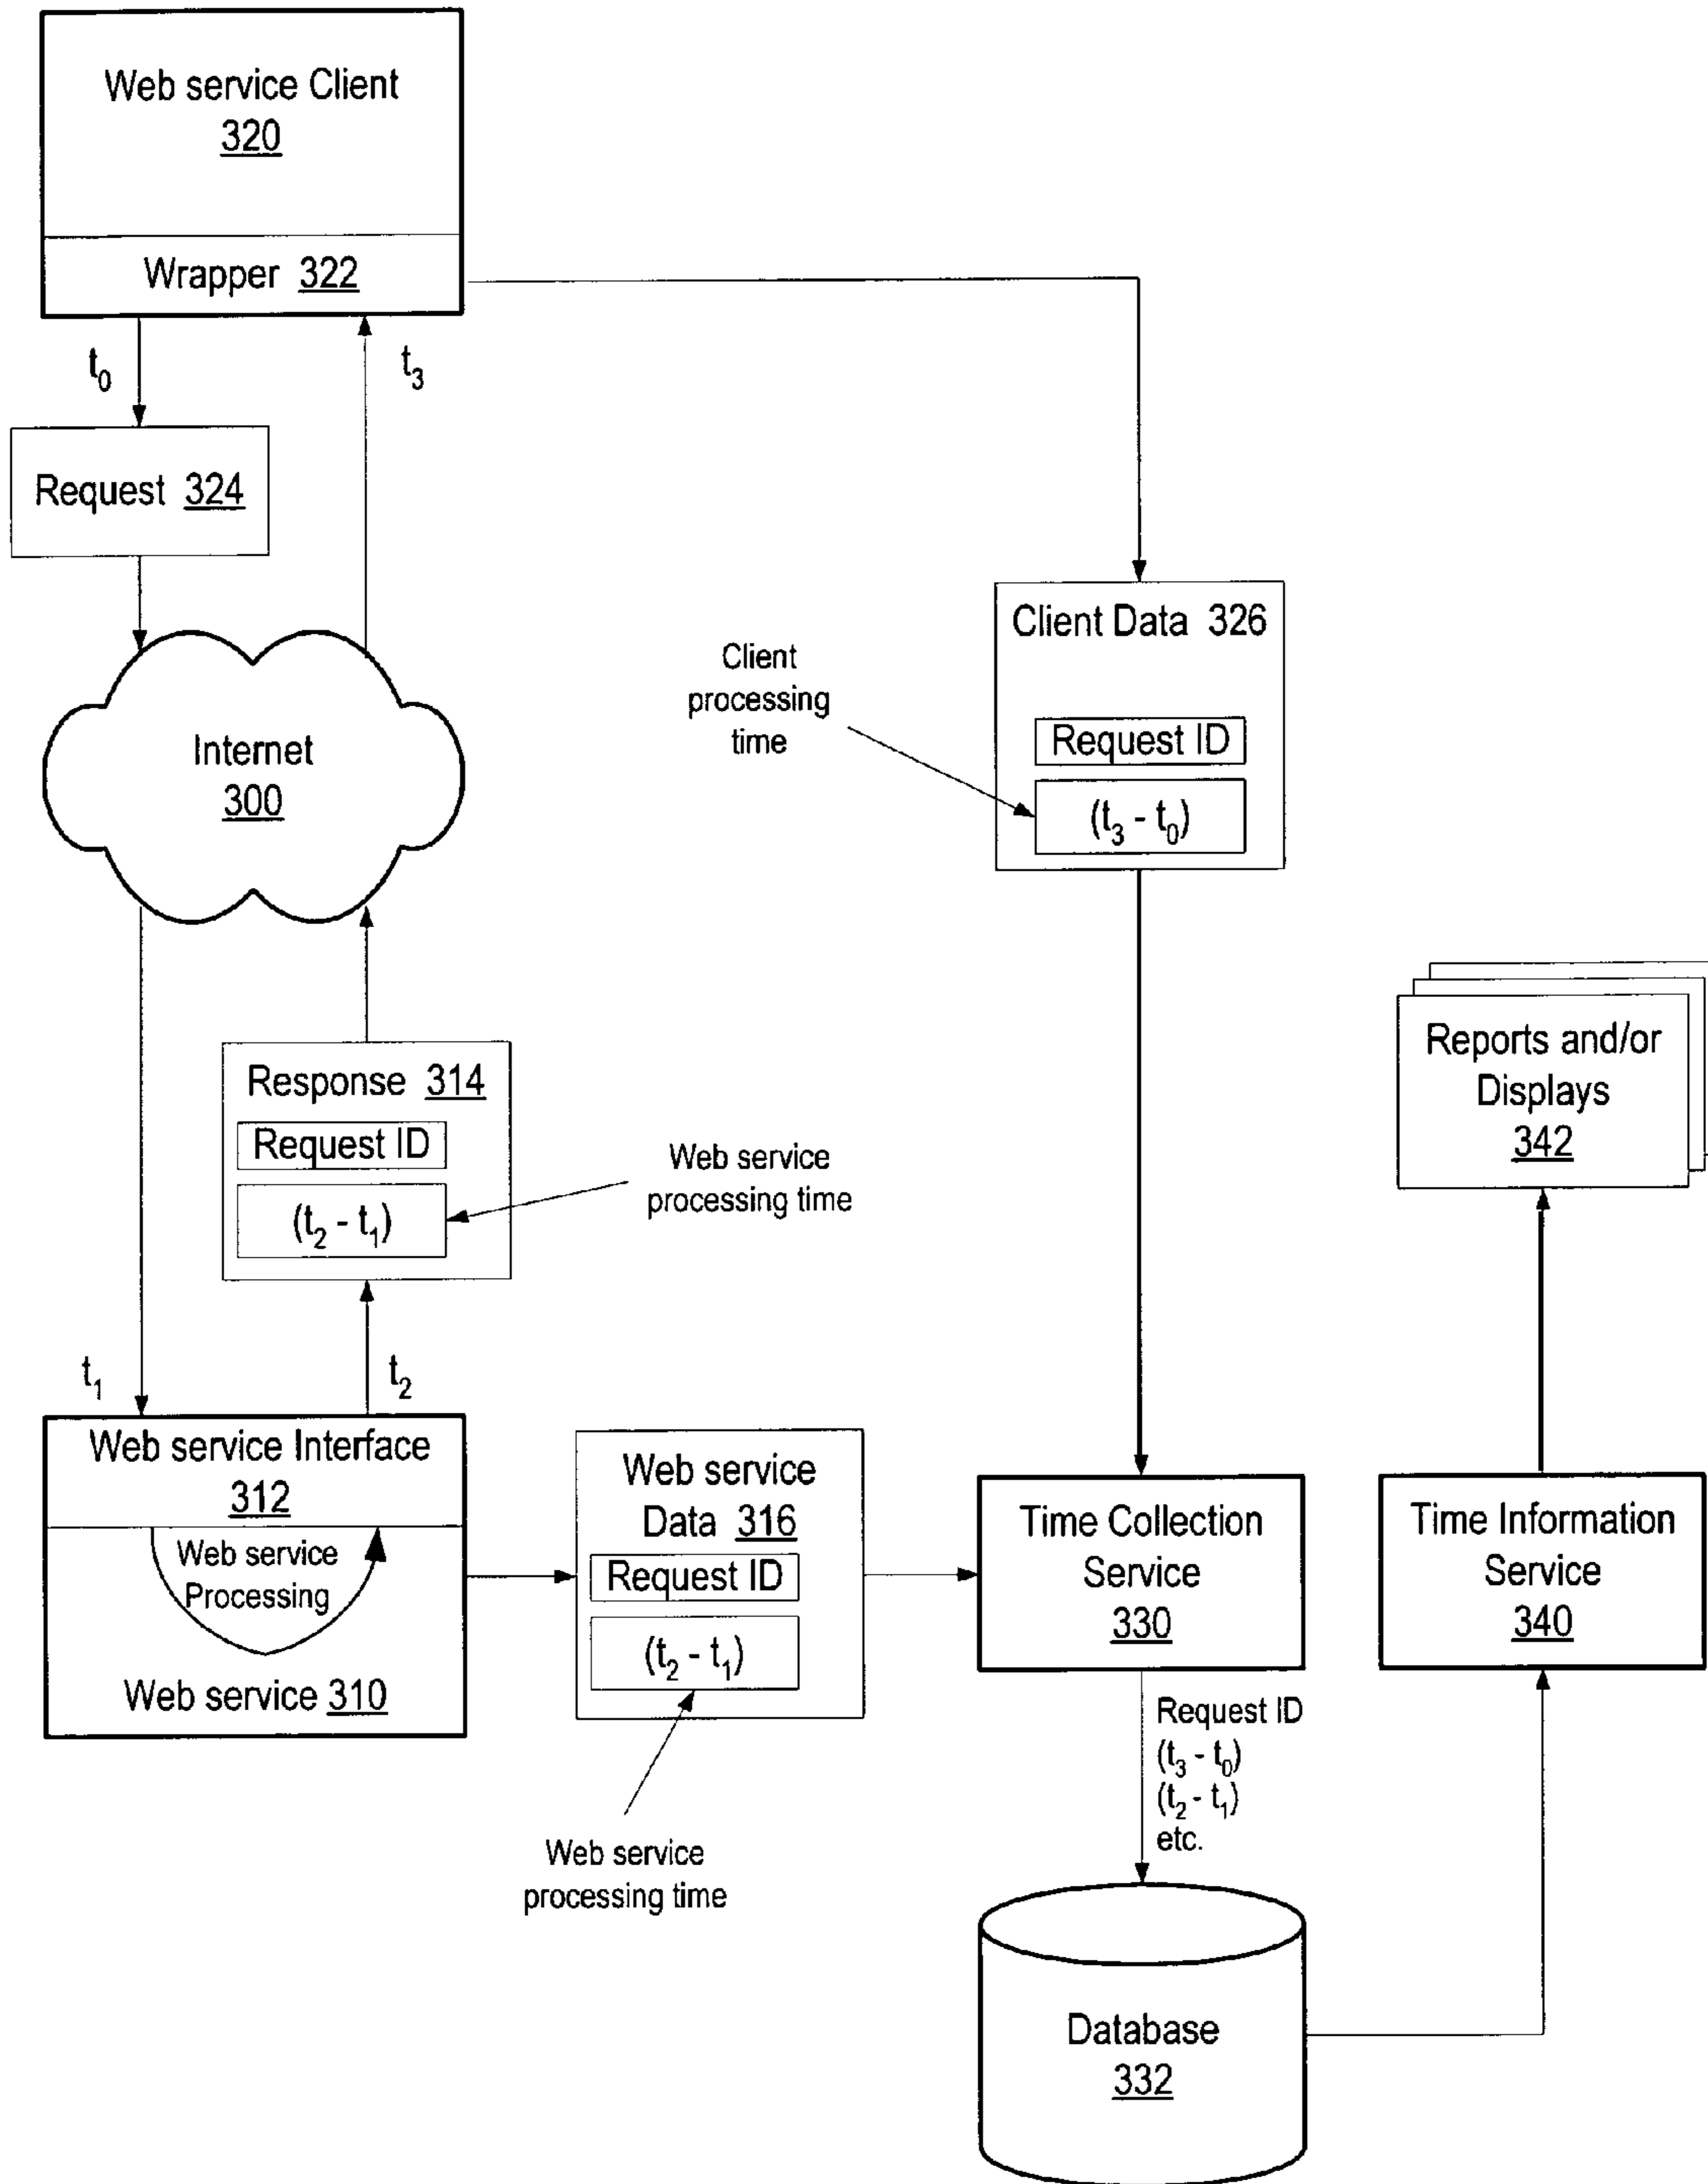 Web service Client
320
Wrapper 322
t0
t3
Request 324
Internet
300
Client Data 326
Request ID
(t3 - t0)
Client
processing
time
Response 314
Request ID
(t2 - t1)
Web service
processing time
Reports and/or
Displays
342
t1
t2
Web service Interface
312
Web service
Processing
Web service 310
Web service
Data 316
Request ID
(t2 - t1)
Web service
processing time
Time Collection
Service
330
Time Information
Service
340
Request ID
(t3 - t0)
(t2 - t1)
etc.
Database
332